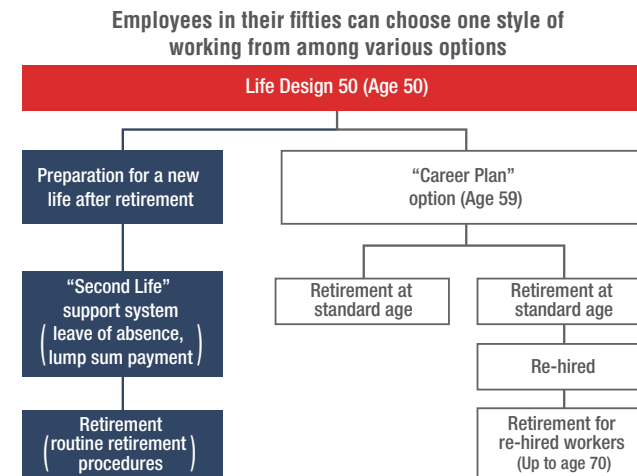 Employees in their fifties can choose one style of
working from among various options
Life Design 50 (Age 50)
Preparation for a new
life after retirement
“Career Plan”
option (Age 59)
“Second Life”
support system
(leave of absence,
lump sum payment)
Retirement at
standard age
Retirement at
standard age
Re-hired
Retirement
(routine retirement
procedures)
Retirement for
re-hired workers
(Up to age 70)